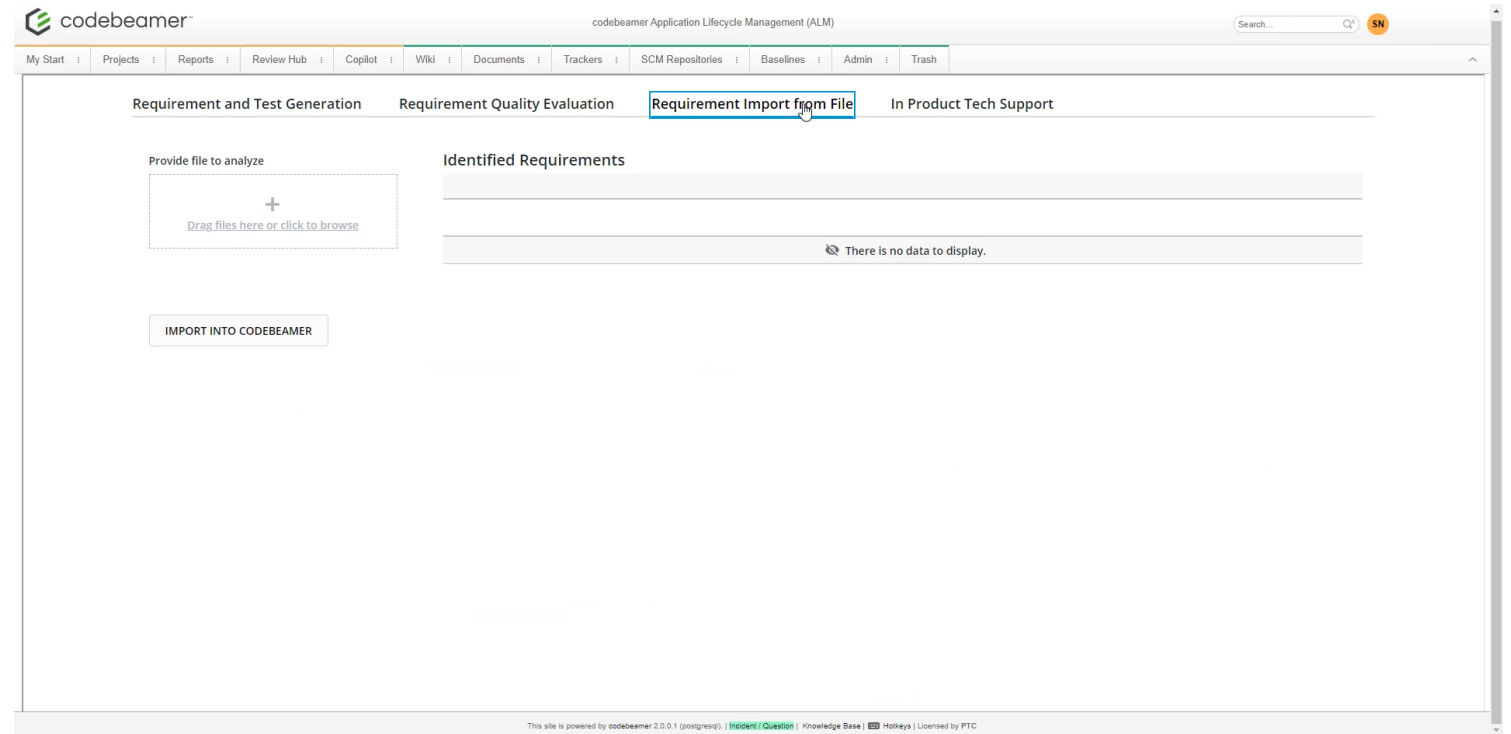 codebeamer
codebeamer Application Lifecycle Management (ALM)
Search...
SN
My Start Projects Reports Review Hub Copilot Wiki Documents Trackers SCM Repositories Baselines Admin Trash
Requirement and Test Generation Requirement Quality Evaluation Requirement Import from File In Product Tech Support
Provide file to analyze
Identified Requirements
Drag files here or click to browse
There is no data to display.
IMPORT INTO CODEBEAMER
This site is powered by codebeamer 2.0.0.1 (postgresql). | Incident / Question | Knowledge Base | Hotkeys | Licensed by PTC